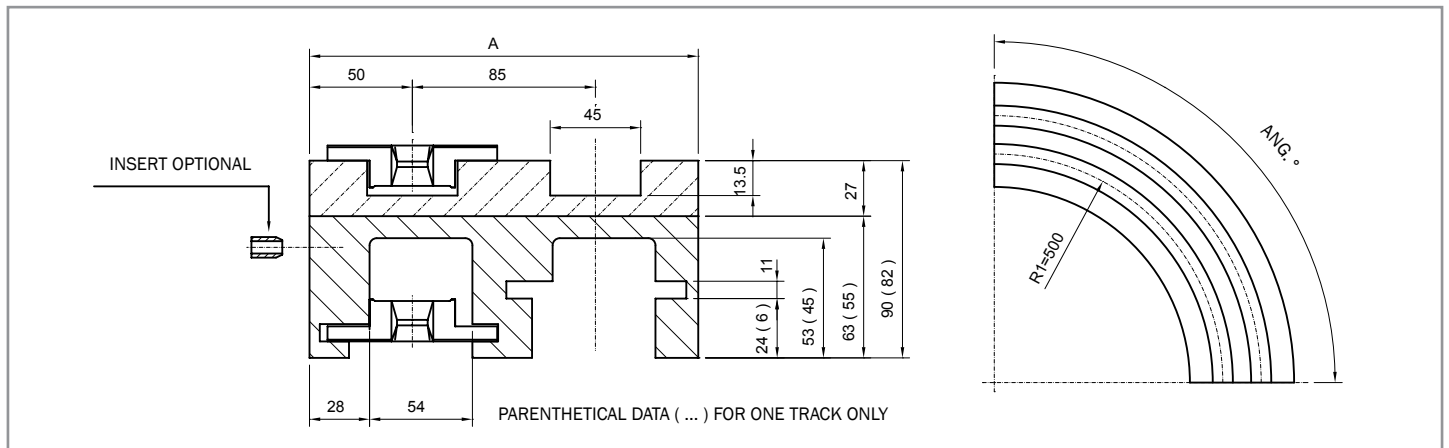 A
50
85
45
INSERT OPTIONAL
13.5
27
11
24 ( 6 )
53 ( 45 )
63 ( 55 )
90 ( 82 )
28
54
PARENTHETICAL DATA ( ... ) FOR ONE TRACK ONLY
ANG. °
R1=500